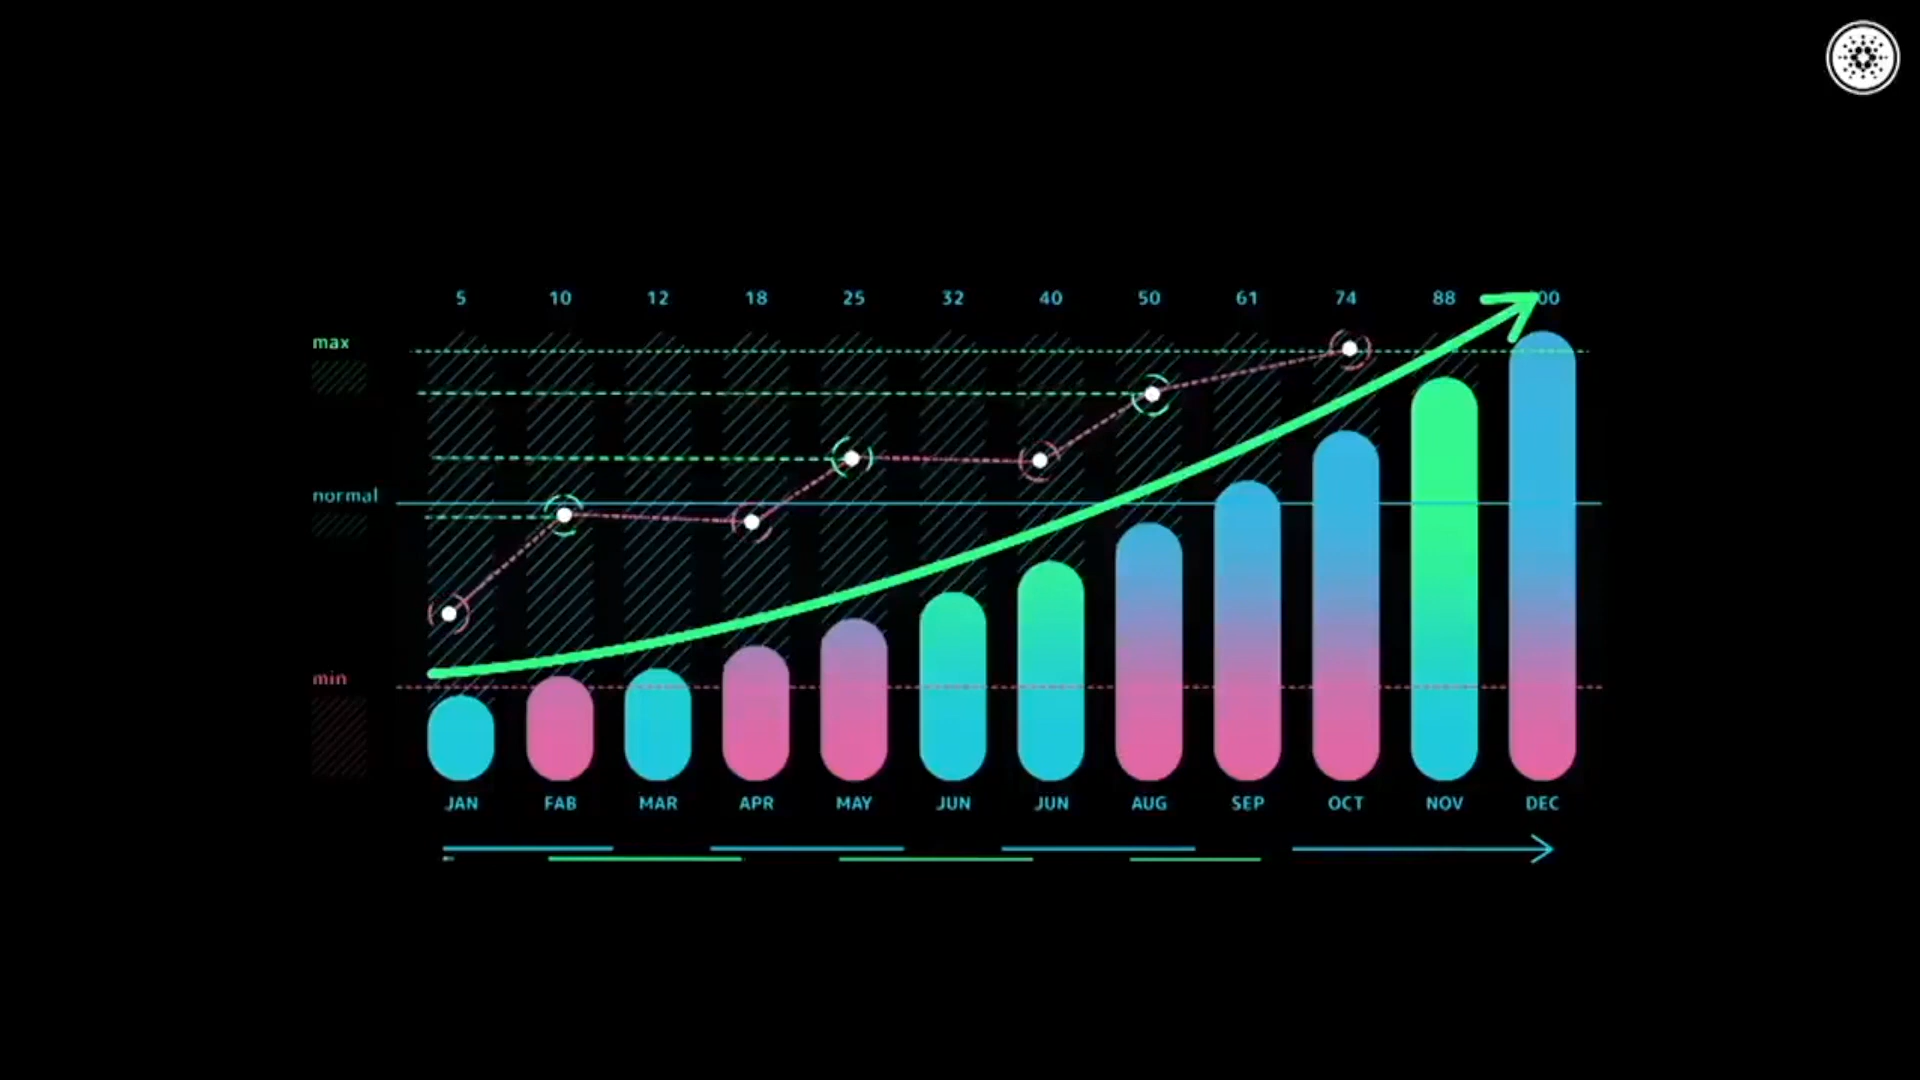 5 10 12 18 25 32 40 50 61 74 88 00
max
normal
min
JAN FAB MAR APR MAY JUN JUN AUG SEP OCT NOV DEC